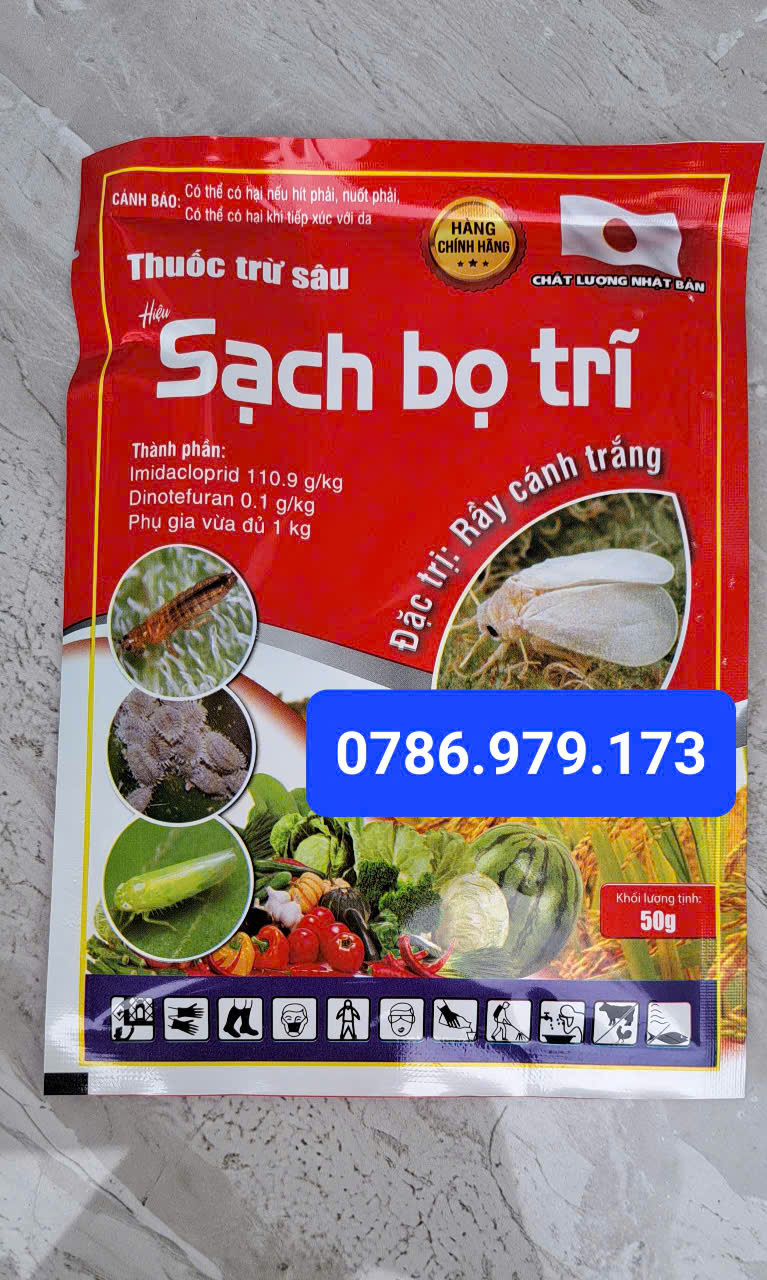 CẢNH BÁO: Có thể có hại nếu hít phải, nuốt phải,
Có thể có hại khi tiếp xúc với da
HÀNG
CHÍNH HÃNG
CHẤT LƯỢNG NHẬT BẢN
Thuốc trừ sâu
Hiệu
Sạch bọ trĩ
Thành phần:
Imidacloprid 110.9 g/kg
Dinotefuran 0.1 g/kg
Phụ gia vừa đủ 1 kg
Đặc trị: Rầy cánh trắng
0786.979.173
Khối lượng tịnh:
50g